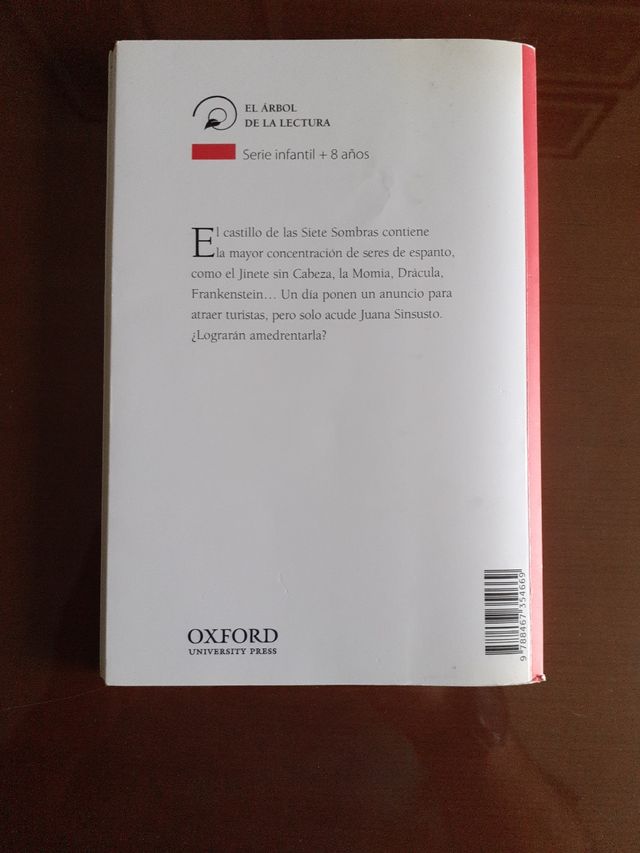 EL ÁRBOL
DE LA LECTURA
Serie infantil + 8 años
El castillo de las Siete Sombras contiene
la mayor concentración de seres de espanto,
como el Jinete sin Cabeza, la Momia, Drácula,
Frankenstein... Un día ponen un anuncio para
atraer turistas, pero solo acude Juana Sinsusto.
¿Lograrán amedrentarla?
OXFORD
UNIVERSITY PRESS
9 788467 354669